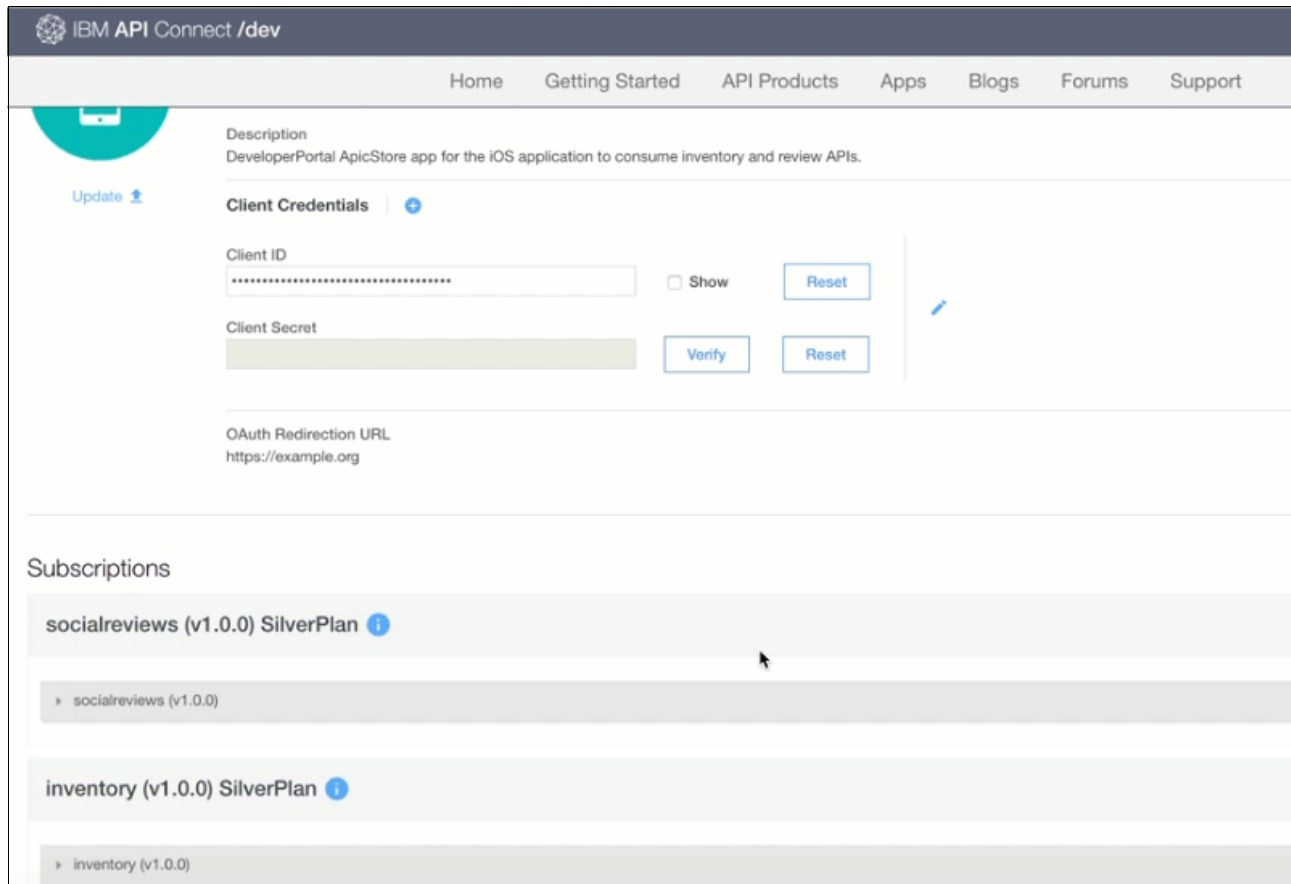 IBM API Connect /dev
Home Getting Started API Products Apps Blogs Forums Support
Description
DeveloperPortal ApicStore app for the iOS application to consume inventory and review APIs.
Update
Client Credentials
Client ID
Show
Reset
Client Secret
Verify
Reset
OAuth Redirection URL
https://example.org
Subscriptions
socialreviews (v1.0.0) SilverPlan
socialreviews (v1.0.0)
inventory (v1.0.0) SilverPlan
inventory (v1.0.0)